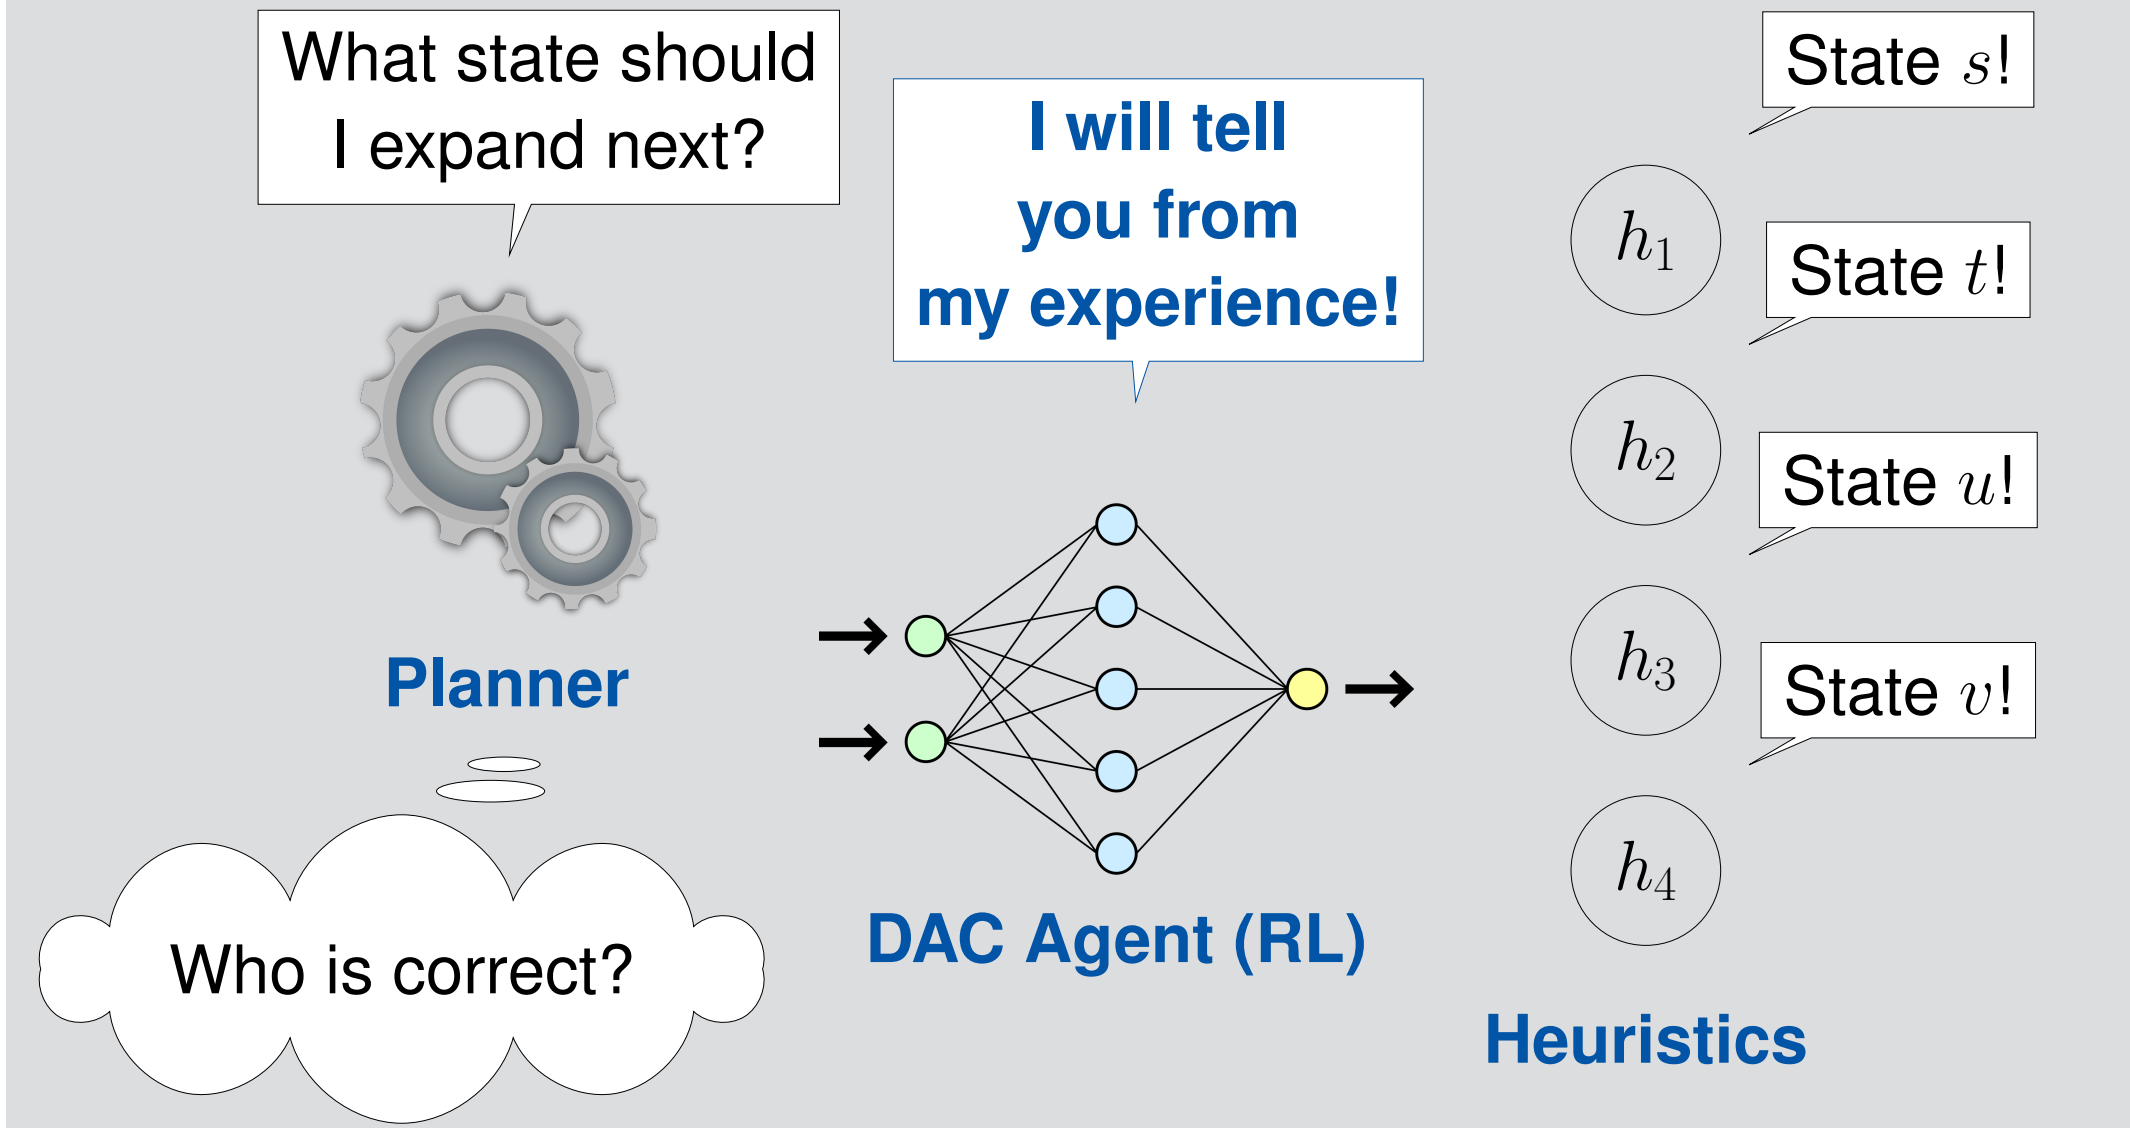 What state should
I expand next?
Planner
Who is correct?
I will tell
you from
my experience!
DAC Agent (RL)
State s!
h₁
State t!
h₂
State u!
h₃
State v!
h₄
Heuristics